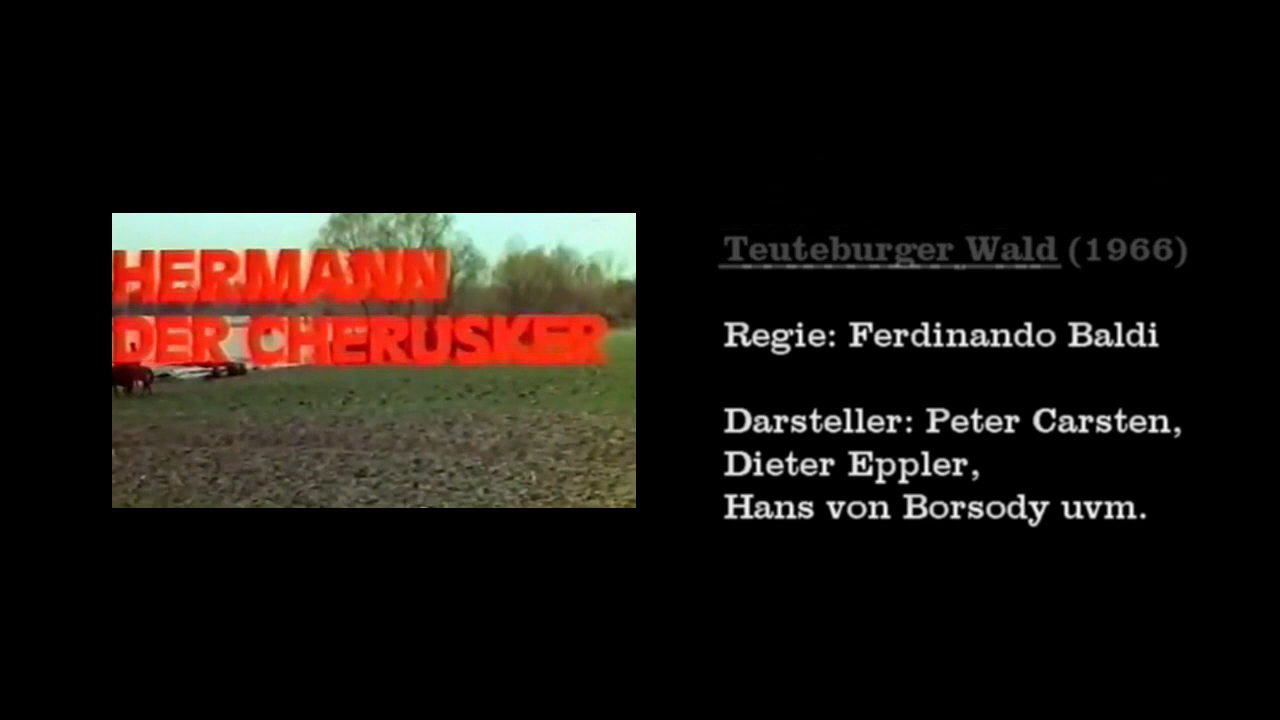 HERMANN
DER CHERUSKER
Teuteburger Wald (1966)
Regie: Ferdinando Baldi
Darsteller: Peter Carsten,
Dieter Eppler,
Hans von Borsody uvm.